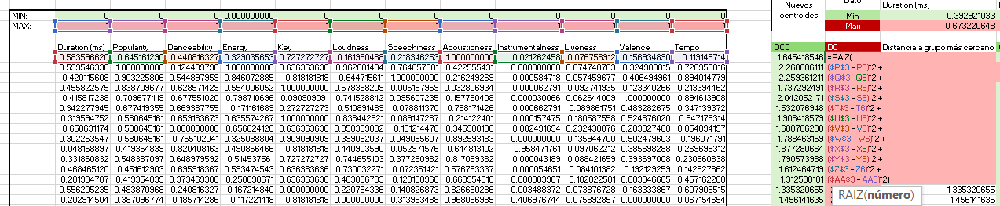 Nuevos Dato Duration (ms)
MIN: 0 0 0 0.000000000 0 0 0 0 0 0 0 0 centroides Min 0.392921033
MAX: 1 1 1 1 1 1 1 1 1 1 1 1 Max 0.673220648
Duration (ms) Popularity Danceability Energy Key Loudness Speechiness Acousticness Instrumentalness Liveness Valence Tempo DC0 DC1 Distancia a grupo más cercano
0.583596620 0.645161290 0.440816327 0.329035653 0.272727273 0.161960468 0.218346253 1.000000000 0.021262458 0.076756912 0.156934890 0.119148714 1.645418546 =RAIZ(
0.539546336 1.000000000 0.124489796 1.000000000 0.636363636 0.962081484 0.764857881 0.422555431 0.000000000 0.074740783 0.324908015 0.728958816 2.260886111 ($P$3 - P6)^2 +
0.420115608 0.903225806 0.544897959 0.846072885 0.818181818 0.644715611 1.000000000 0.216249269 0.000584718 0.057459677 0.406494961 0.894014779 2.259361211 ($Q$3 - Q6)^2 +
0.455822575 0.838709677 0.628571429 0.554000652 1.000000000 0.578358209 0.005167959 0.032806934 0.000062791 0.092741935 0.123340266 0.213399464 1.737292491 ($R$3 - R6)^2 +
0.415817238 0.709677419 0.677551020 0.798175296 0.727272727 0.741528842 0.095607235 0.157760408 0.000030066 0.062644009 1.000000000 0.894613908 2.042052171 ($S$3 - S6)^2 +
0.342277945 0.677419355 0.669387755 0.117161689 0.272727273 0.510891489 0.078811370 0.768171426 0.000062791 0.089861751 0.485282675 0.347139372 1.532076948 ($T$3 - T6)^2 +
0.319594752 0.580645161 0.659183673 0.635574267 1.000000000 0.838442921 0.089147287 0.214122401 0.000157475 0.180587558 0.524876020 0.547179314 1.908418579 ($U$3 - U6)^2 +
0.650631174 0.580645161 0.000000000 0.656624128 0.181818182 0.858609802 0.191214470 0.345988196 0.002491694 0.232430876 0.003327468 0.054894197 1.608706290 ($V$3 - V6)^2 +
0.302253547 0.580645161 0.755102041 0.325088804 0.363636364 0.399952037 0.049095607 0.892593183 0.000000000 0.135944700 0.502479603 0.196071791 1.788463159 ($W$3 - W6)^2 +
0.048158897 0.419354839 0.820408163 0.490856466 0.818181818 0.440903590 0.052971576 0.644813102 0.958471761 0.097062212 0.385698288 0.269695312 1.877280664 ($X$3 - X6)^2 +
0.331860832 0.548387097 0.648979592 0.514537561 0.727272727 0.744655103 0.377260982 0.817089382 0.000043189 0.088421659 0.393697008 0.230560838 1.790573988 ($Y$3 - Y6)^2 +
0.468465120 0.451612903 0.695918367 0.593474543 0.636363636 0.730032271 0.072351421 0.576753337 0.000054651 0.084101382 0.192129259 0.142627662 1.612464719 ($Z$3 - Z6)^2 +
0.201994787 0.419354839 0.373469388 0.250098671 0.636363636 0.463896733 0.129198966 0.663954910 0.000303987 0.102822581 0.083346665 0.457162208 1.312590181 ($AA$3 - AA6)^2)
0.556205235 0.483870968 0.240816327 0.167214840 0.000000000 0.220754336 0.140826873 0.826660286 0.003462872 0.073876728 0.163333867 0.607908515 1.335320655 1.335320655
0.202914504 0.387096774 0.185714286 0.117221418 0.818181818 0.000000000 0.045353488 0.960168368 0.406976744 0.075892857 0.000000000 0.067154654 1.456141635 RAIZ(número) 1.456141635